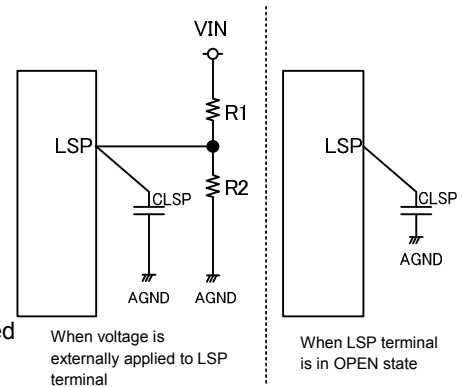 VIN
R1
LSP
R2
CLSP
AGND
AGND
ed
When voltage is
externally applied to LSP
terminal
LSP
CLSP
AGND
When LSP terminal
is in OPEN state